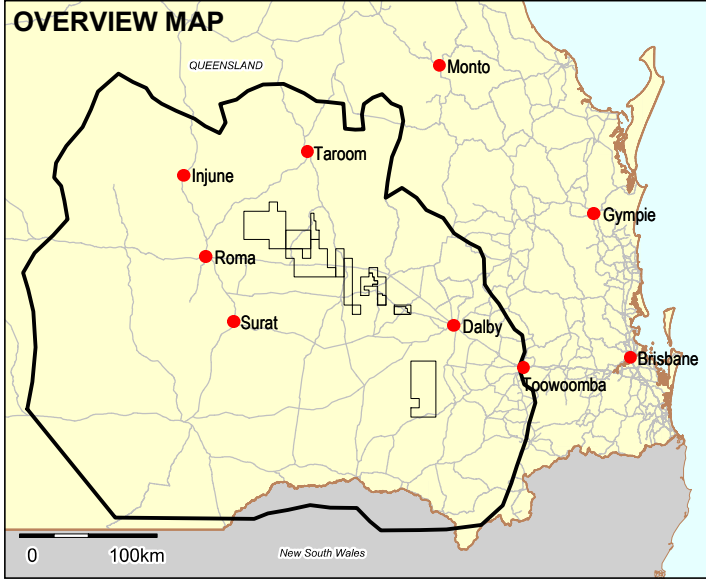 OVERVIEW MAP
QUEENSLAND
Monto
Taroom
Injune
Gympie
Roma
Surat
Dalby
Brisbane
Toowoomba
0 100km
New South Wales